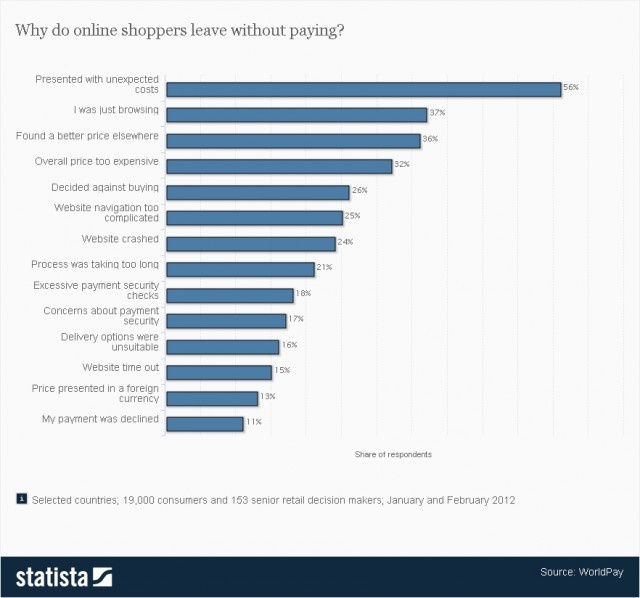 Why do online shoppers leave without paying?
Presented with unexpected
costs
56%
I was just browsing
37%
Found a better price elsewhere
36%
Overall price too expensive
32%
Decided against buying
26%
Website navigation too
complicated
25%
Website crashed
24%
Process was taking too long
21%
Excessive payment security
checks
18%
Concerns about payment
security
17%
Delivery options were
unsuitable
16%
Website time out
15%
Price presented in a foreign
currency
13%
My payment was declined
11%
Share of respondents
i Selected countries; 19,000 consumers and 153 senior retail decision makers; January and February 2012
statista
Source: WorldPay